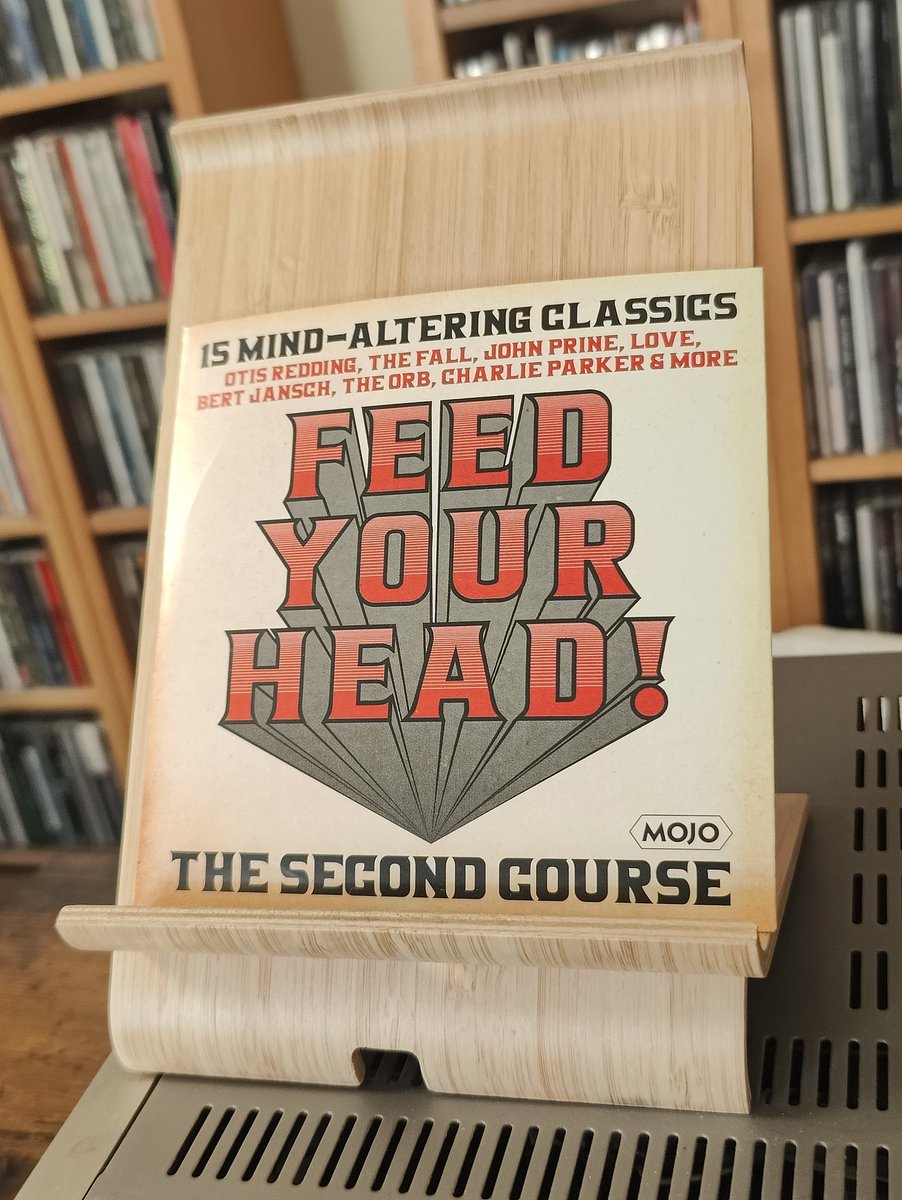 15 MIND-ALTERING CLASSICS
OTIS REDDING, THE FALL, JOHN PRINE, LOVE,
BERT JANSCH, THE ORB, CHARLIE PARKER & MORE
FEED
YOUR
HEAD!
MOJO
THE SECOND COURSE